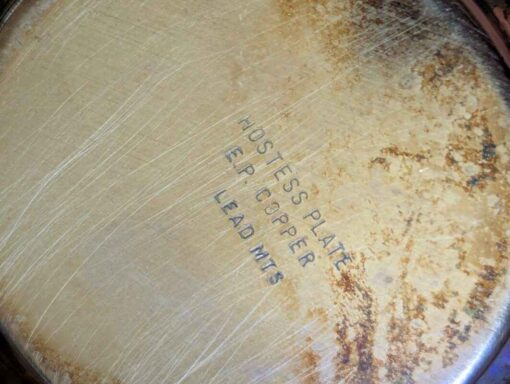 HOSTESS PLATE
E.P. COPPER
LEAD MTS